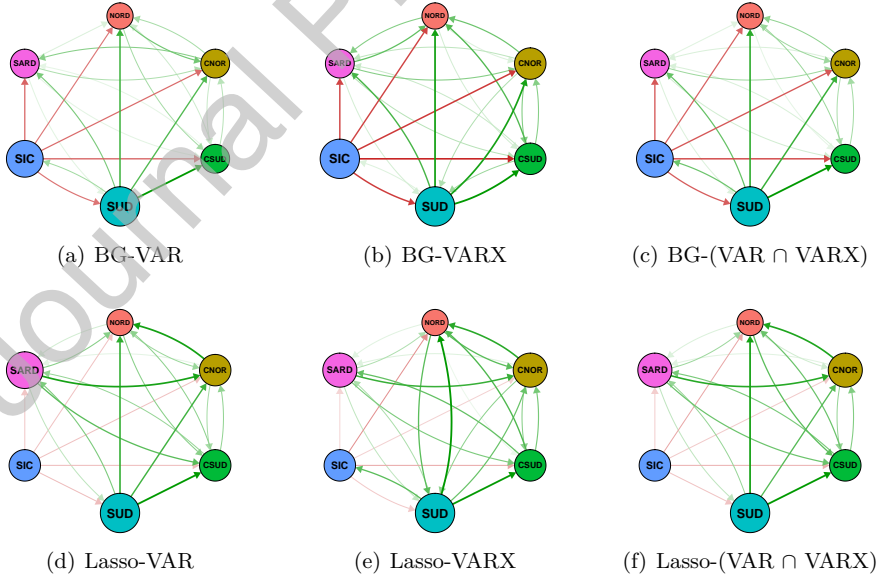 NORD
SARD
CNOR
SIC
CSUD
SUD
(a) BG-VAR
NORD
SARD
CNOR
SIC
CSUD
SUD
(b) BG-VARX
NORD
SARD
CNOR
SIC
CSUD
SUD
(c) BG-(VAR ∩ VARX)
NORD
SARD
CNOR
SIC
CSUD
SUD
(d) Lasso-VAR
NORD
SARD
CNOR
SIC
CSUD
SUD
(e) Lasso-VARX
NORD
SARD
CNOR
SIC
CSUD
SUD
(f) Lasso-(VAR ∩ VARX)
Journal P